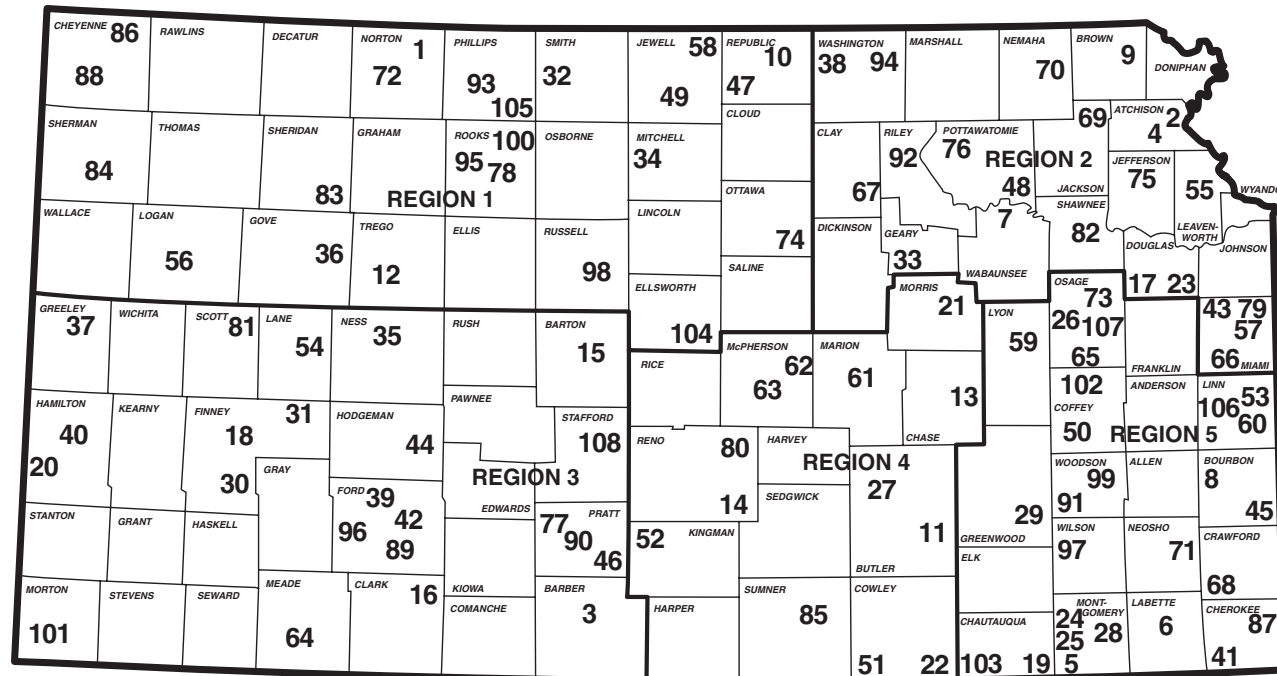 CHEYENNE 86
RAWLINS
DECATUR
NORTON 1
PHILLIPS
SMITH
JEWELL 58
REPUBLIC
10
WASHINGTON
MARSHALL
NEMAHA
BROWN
9
DONIPHAN
88
72
93
105
32
49
47
38 94
70
SHERMAN
THOMAS
SHERIDAN
GRAHAM
ROOKS 100
OSBORNE
MITCHELL
CLOUD
CLAY
RILEY
POTTAWATOMIE
69
ATCHISON 2
4
84
83
95 78
34
92
76
REGION 2
JEFFERSON
75
REGION 1
67
48
JACKSON
55
WYANDO
WALLACE
LOGAN
GOVE
TREGO
ELLIS
RUSSELL
LINCOLN
OTTAWA
DICKINSON
GEARY
7
SHAWNEE
LEAVEN-
WORTH
56
36
12
98
74
33
82
DOUGLAS
JOHNSON
ELLSWORTH
SALINE
WABAUNSEE
17 23
104
MORRIS
21
OSAGE
73
GREELEY
37
WICHITA
SCOTT 81
LANE
54
NESS
35
RUSH
BARTON
15
RICE
McPHERSON
62
63
MARION
61
LYON
59
26 107
65
FRANKLIN
43 79
57
66 MIAMI
13
CHASE
102
COFFEY
50
ANDERSON
LINN
106 53
60
REGION 5
HAMILTON
40
20
KEARNY
FINNEY
18
31
30
HODGEMAN
44
PAWNEE
STAFFORD
108
RENO
80
14
HARVEY
REGION 4
27
GRAY
FORD 39
96 42
89
REGION 3
EDWARDS
SEDGWICK
WOODSON
99
91
ALLEN
BOURBON
8
45
STANTON
GRANT
HASKELL
77 PRATT
90
46
52
KINGMAN
11
BUTLER
29
GREENWOOD
WILSON
97
NEOSHO
71
CRAWFORD
68
MORTON
STEVENS
SEWARD
MEADE
CLARK
16
KIOWA
COMANCHE
BARBER
3
HARPER
SUMNER
85
COWLEY
ELK
CHAUTAUQUA
MONT-
GOMERY
24
25 28
5
LABETTE
6
CHEROKEE 87
41
101
64
51 22
103 19